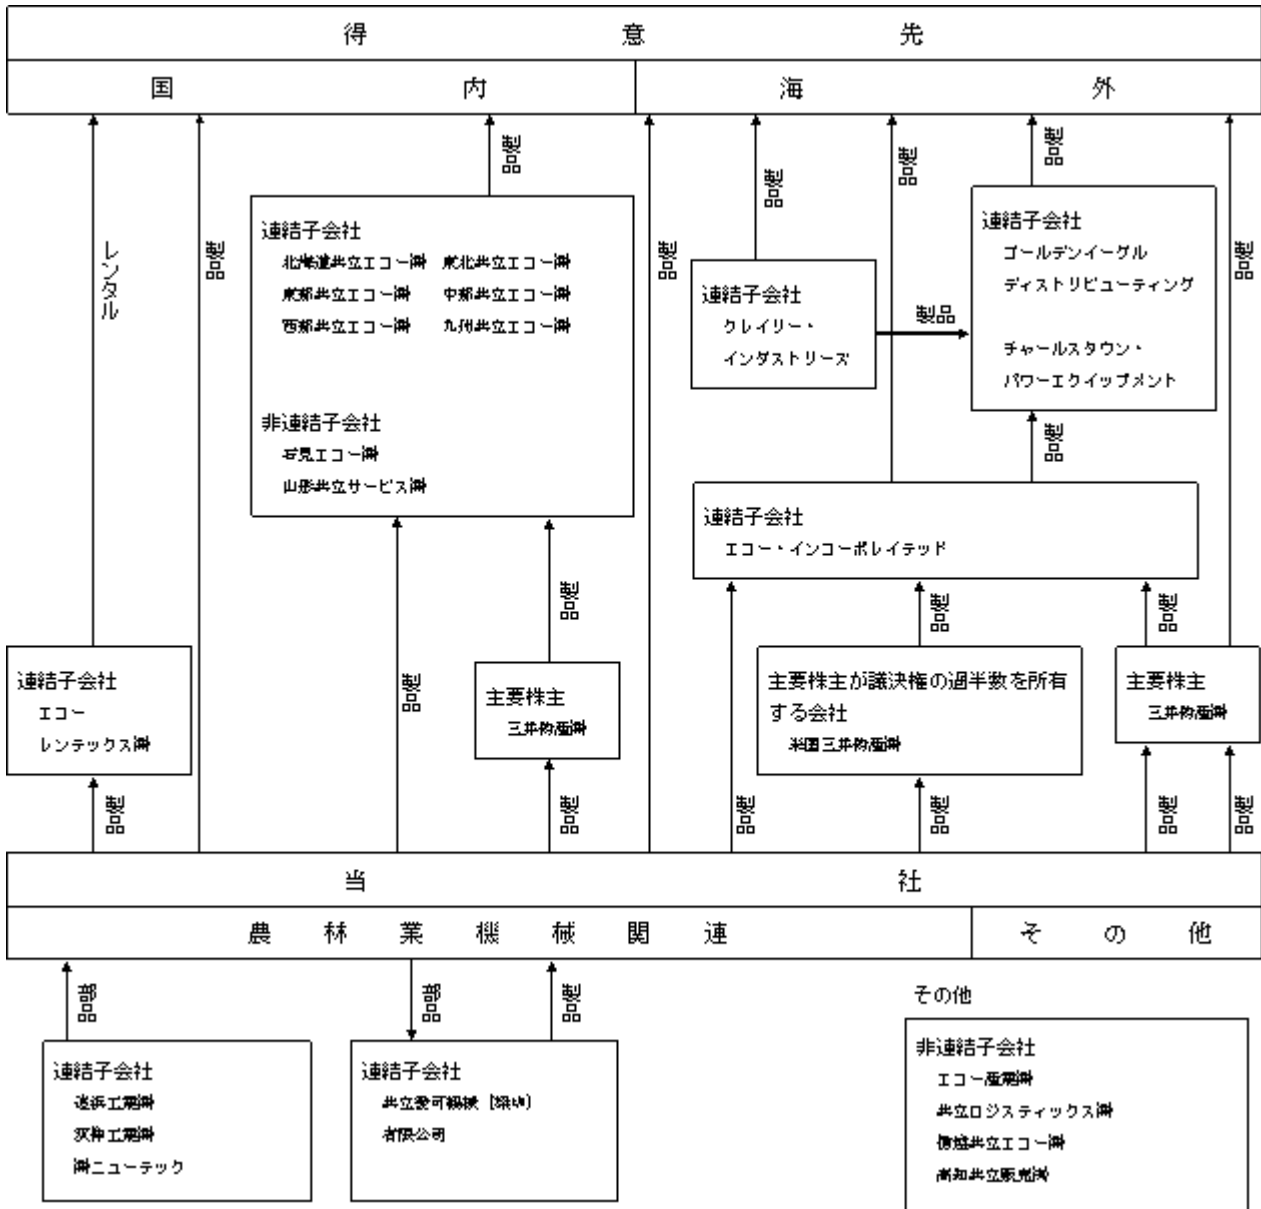 得意先
国内
海外
製品
製品
製品
製品
製品
連結子会社
連結子会社
ゴールデンイーグル
ディストリビューティング
チャールスタウン・
パワーエクイップメント
北海道共立エコー㈱ 東北共立エコー㈱
東部共立エコー㈱ 中部共立エコー㈱
西部共立エコー㈱ 九州共立エコー㈱
レンタル
製品
製品
製品
連結子会社
クレイリー・
インダストリーズ
製品
非連結子会社
石見エコー㈱
山形共立サービス㈱
製品
連結子会社
エコー・インコーポレイテッド
製品
製品
製品
連結子会社
エコー
レンテックス㈱
製品
主要株主
三井物産㈱
主要株主が議決権の過半数を所有
する会社
米国三井物産㈱
主要株主
三井物産㈱
製品
製品
製品
製品
製品
製品
当社
農林業機械関連
その他
部品
部品
製品
その他
連結子会社
追浜工業㈱
㈱ニューテック
連結子会社
有限公司
非連結子会社
エコー産業㈱
共立ロジスティックス㈱
共立エコー㈱
高知共立販売㈱